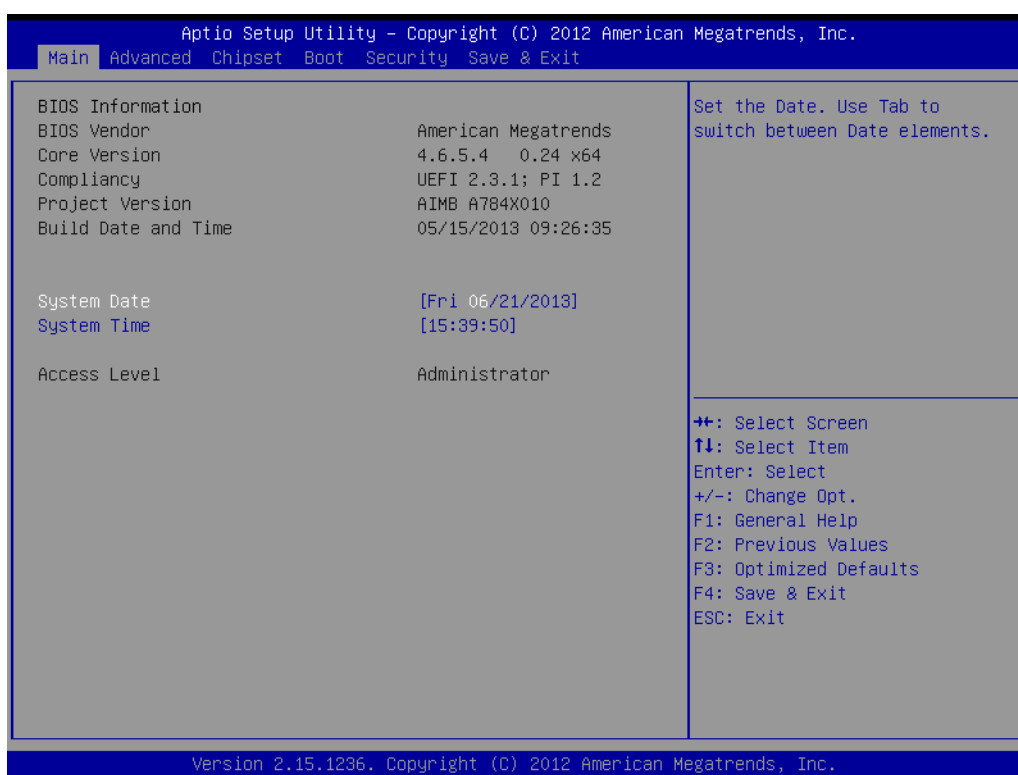 Aptio Setup Utility – Copyright (C) 2012 American Megatrends, Inc.
Main Advanced Chipset Boot Security Save & Exit
BIOS Information
BIOS Vendor American Megatrends
Core Version 4.6.5.4 0.24 x64
Compliancy UEFI 2.3.1; PI 1.2
Project Version AIMB A784X010
Build Date and Time 05/15/2013 09:26:35
System Date [Fri 06/21/2013]
System Time [15:39:50]
Access Level Administrator
Set the Date. Use Tab to
switch between Date elements.
→←: Select Screen
↑↓: Select Item
Enter: Select
+/-: Change Opt.
F1: General Help
F2: Previous Values
F3: Optimized Defaults
F4: Save & Exit
ESC: Exit
Version 2.15.1236. Copyright (C) 2012 American Megatrends, Inc.